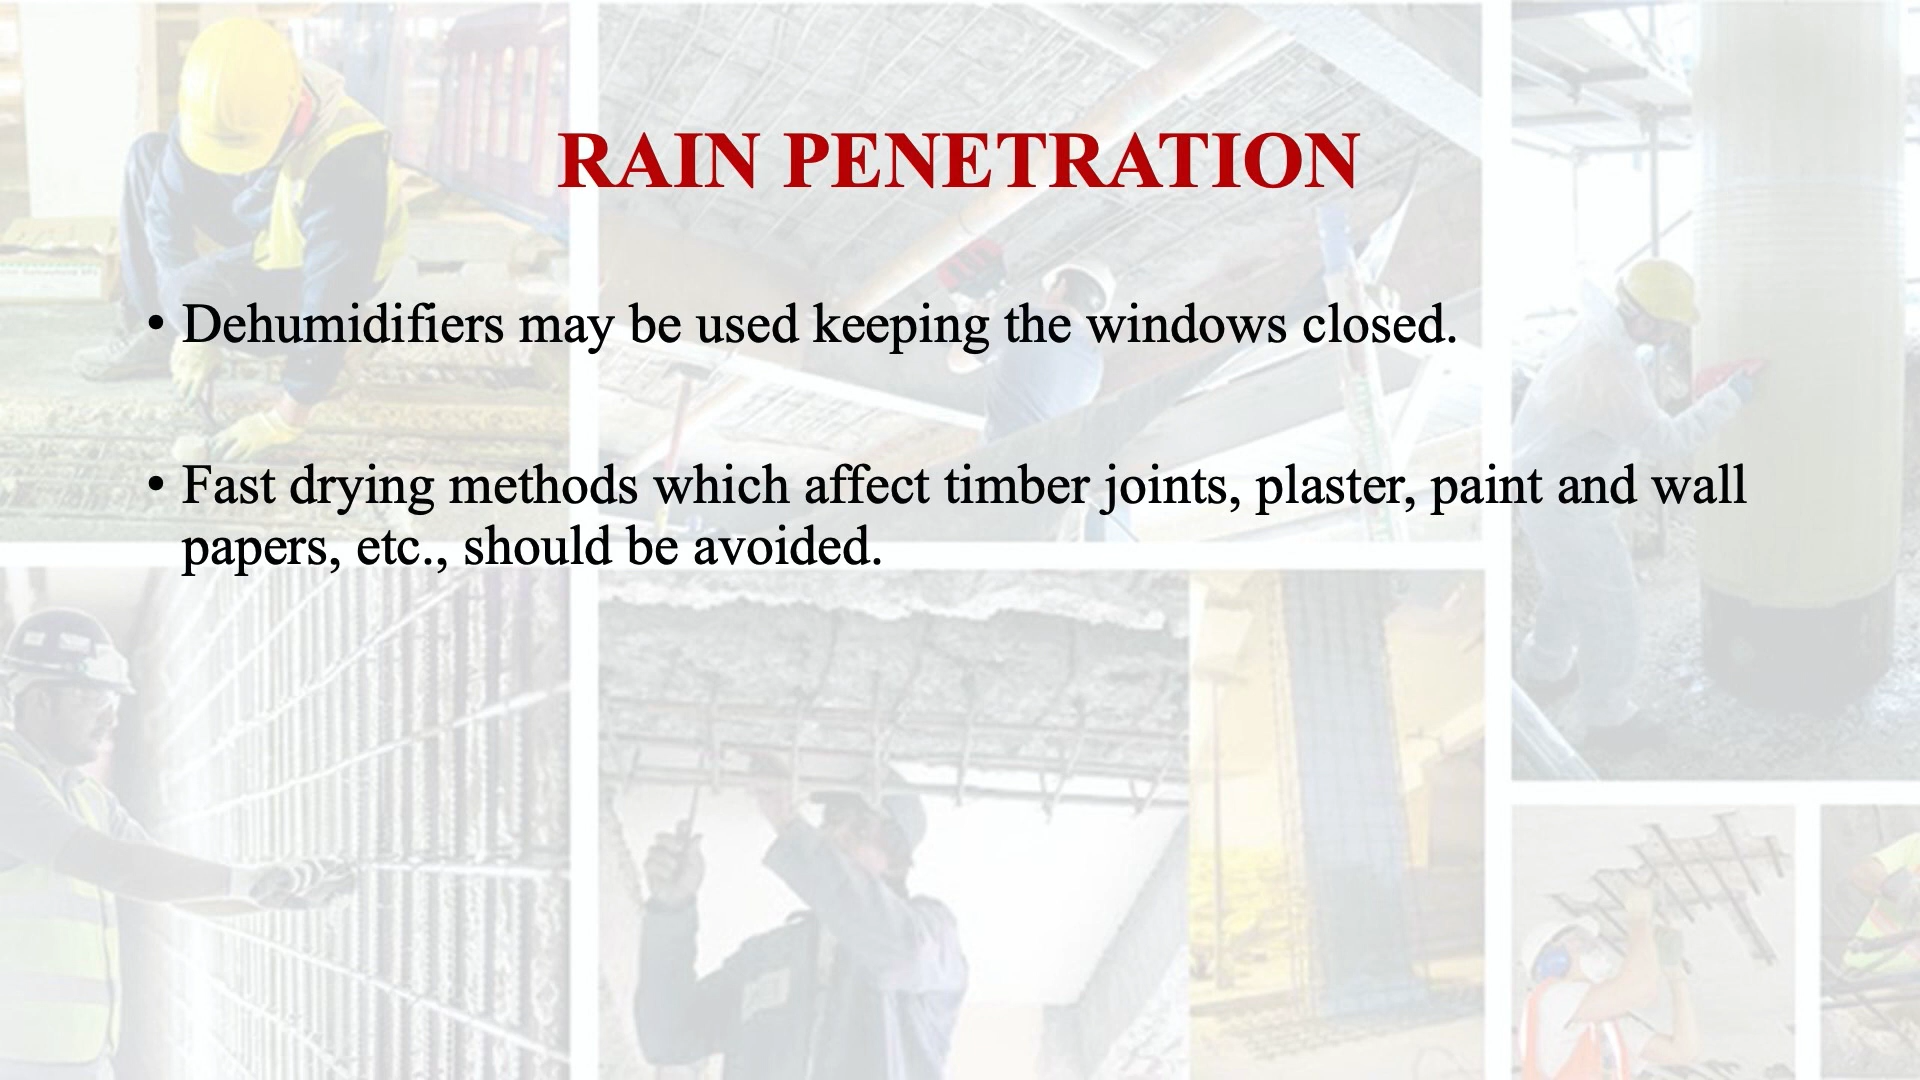 RAIN PENETRATION
• Dehumidifiers may be used keeping the windows closed.
• Fast drying methods which affect timber joints, plaster, paint and wall
papers, etc., should be avoided.